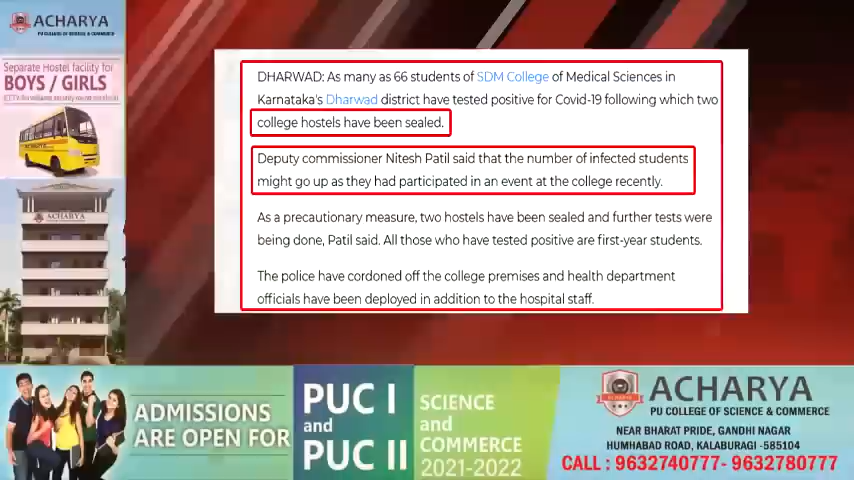 ACHARYA
PU COLLEGE OF SCIENCE & COMMERCE
Separate Hostel facility for
BOYS / GIRLS
ACHARYA
DHARWAD: As many as 66 students of SDM College of Medical Sciences in
Karnataka's Dharwad district have tested positive for Covid-19 following which two
college hostels have been sealed.
Deputy commissioner Nitesh Patil said that the number of infected students
might go up as they had participated in an event at the college recently.
As a precautionary measure, two hostels have been sealed and further tests were
being done, Patil said. All those who have tested positive are first-year students.
The police have cordoned off the college premises and health department
officials have been deployed in addition to the hospital staff.
ADMISSIONS
ARE OPEN FOR
PUC I
and
PUC II
SCIENCE
and
COMMERCE
2021-2022
ACHARYA
PU COLLEGE OF SCIENCE & COMMERCE
NEAR BHARAT PRIDE, GANDHI NAGAR
HUMHABAD ROAD, KALABURAGI -585104
CALL : 9632740777- 9632780777